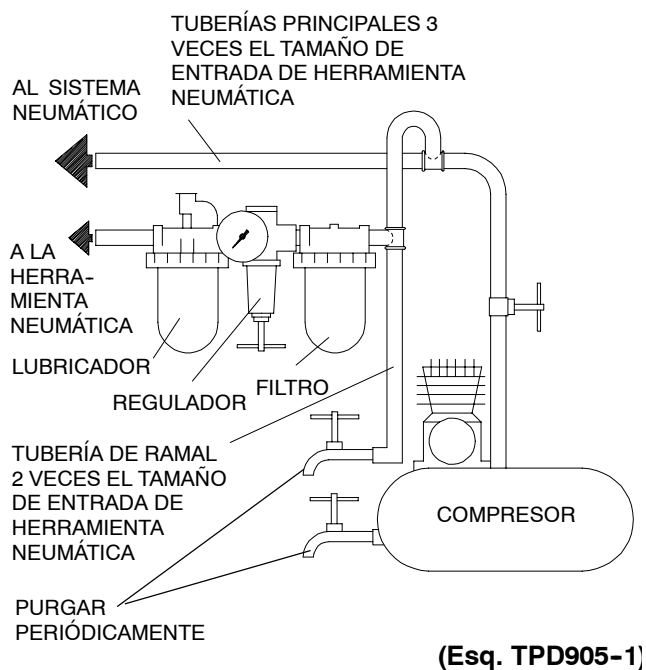 TUBERÍAS PRINCIPALES 3
VECES EL TAMAÑO DE
ENTRADA DE HERRAMIENTA
NEUMÁTICA
AL SISTEMA
NEUMÁTICO
A LA
HERRA-
MIENTA
NEUMÁTICA
LUBRICADOR
REGULADOR
FILTRO
TUBERÍA DE RAMAL
2 VECES EL TAMAÑO
DE ENTRADA DE
HERRAMIENTA
NEUMÁTICA
COMPRESOR
PURGAR
PERIÓDICAMENTE
(Esq. TPD905-1)